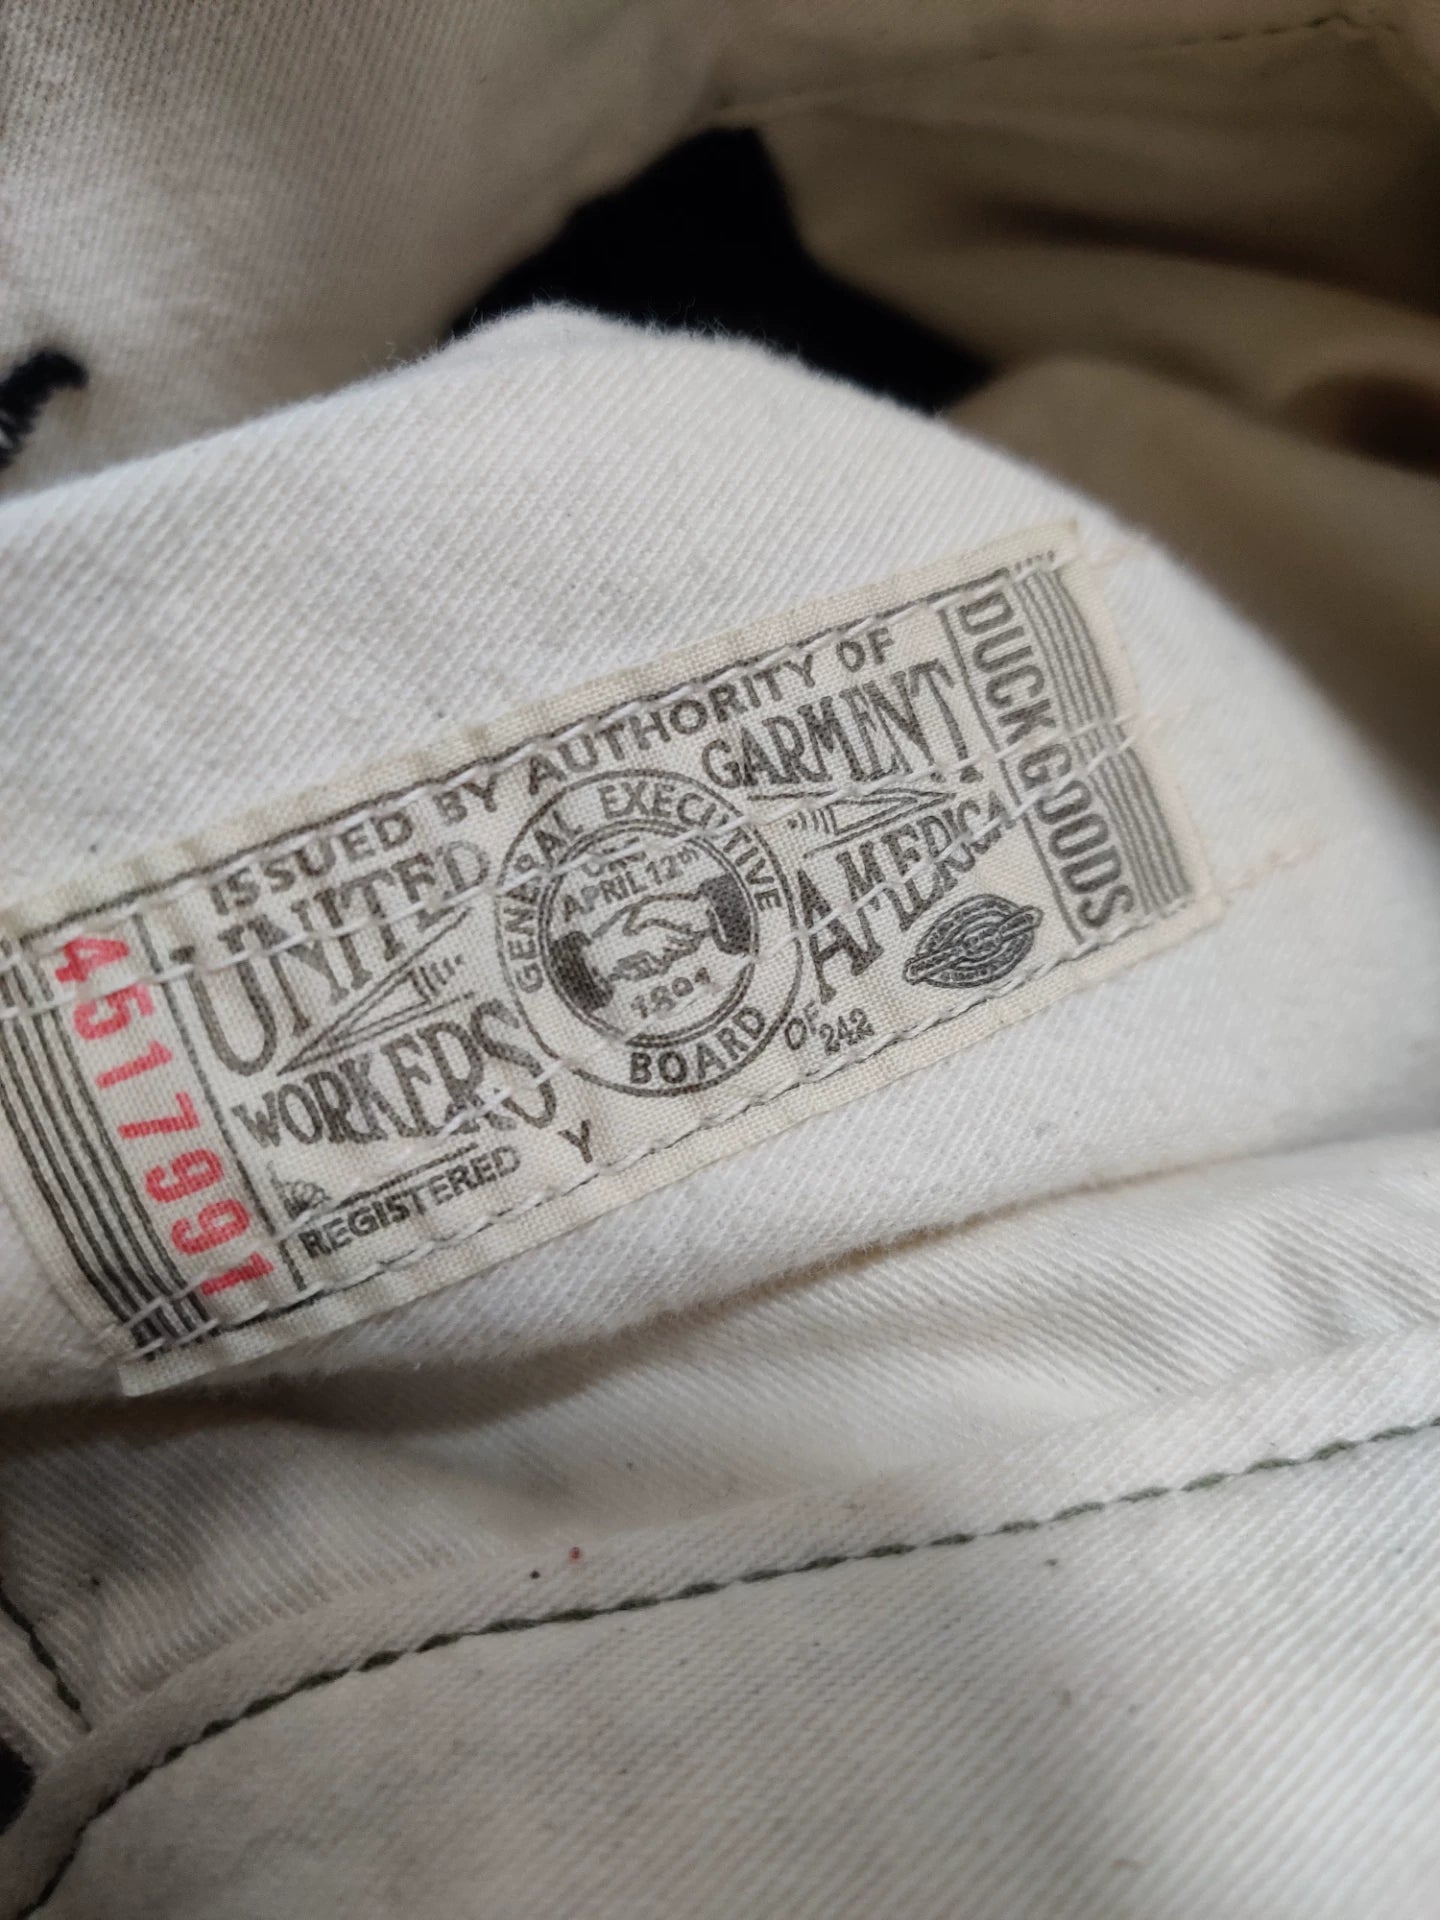 ISSUED BY AUTHORITY OF
UNITED
GARMENT
WORKERS
OF
AMERICA
GENERAL EXECUTIVE
BOARD
APRIL 12th
1891
REGISTERED
Y
242
4517991
DUCK GOODS